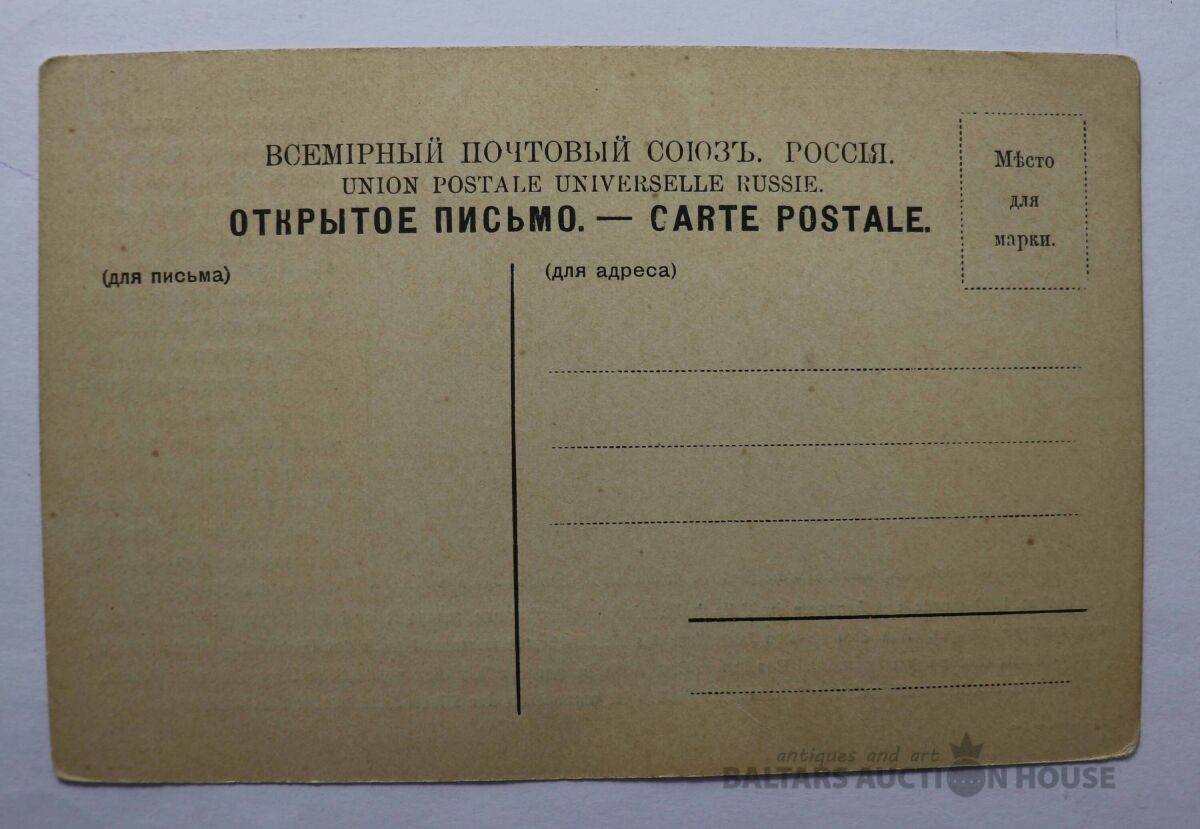 ВСЕМІРНЫЙ ПОЧТОВЫЙ СОЮЗЪ. РОССІЯ.
UNION POSTALE UNIVERSELLE RUSSIE.
ОТКРЫТОЕ ПИСЬМО. — CARTE POSTALE.
Мѣсто
для
марки.
(для письма)
(для адреса)
antiques and art
BALTARS AUCTION HOUSE